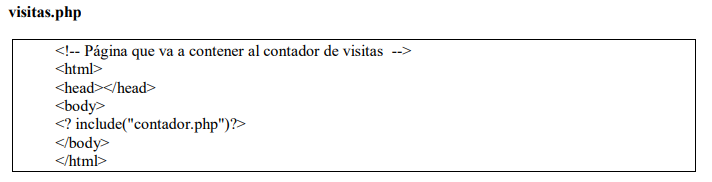 visitas.php
<!-- Página que va a contener al contador de visitas  -->
<html>
<head></head>
<body>
<? include("contador.php")?>
</body>
</html>